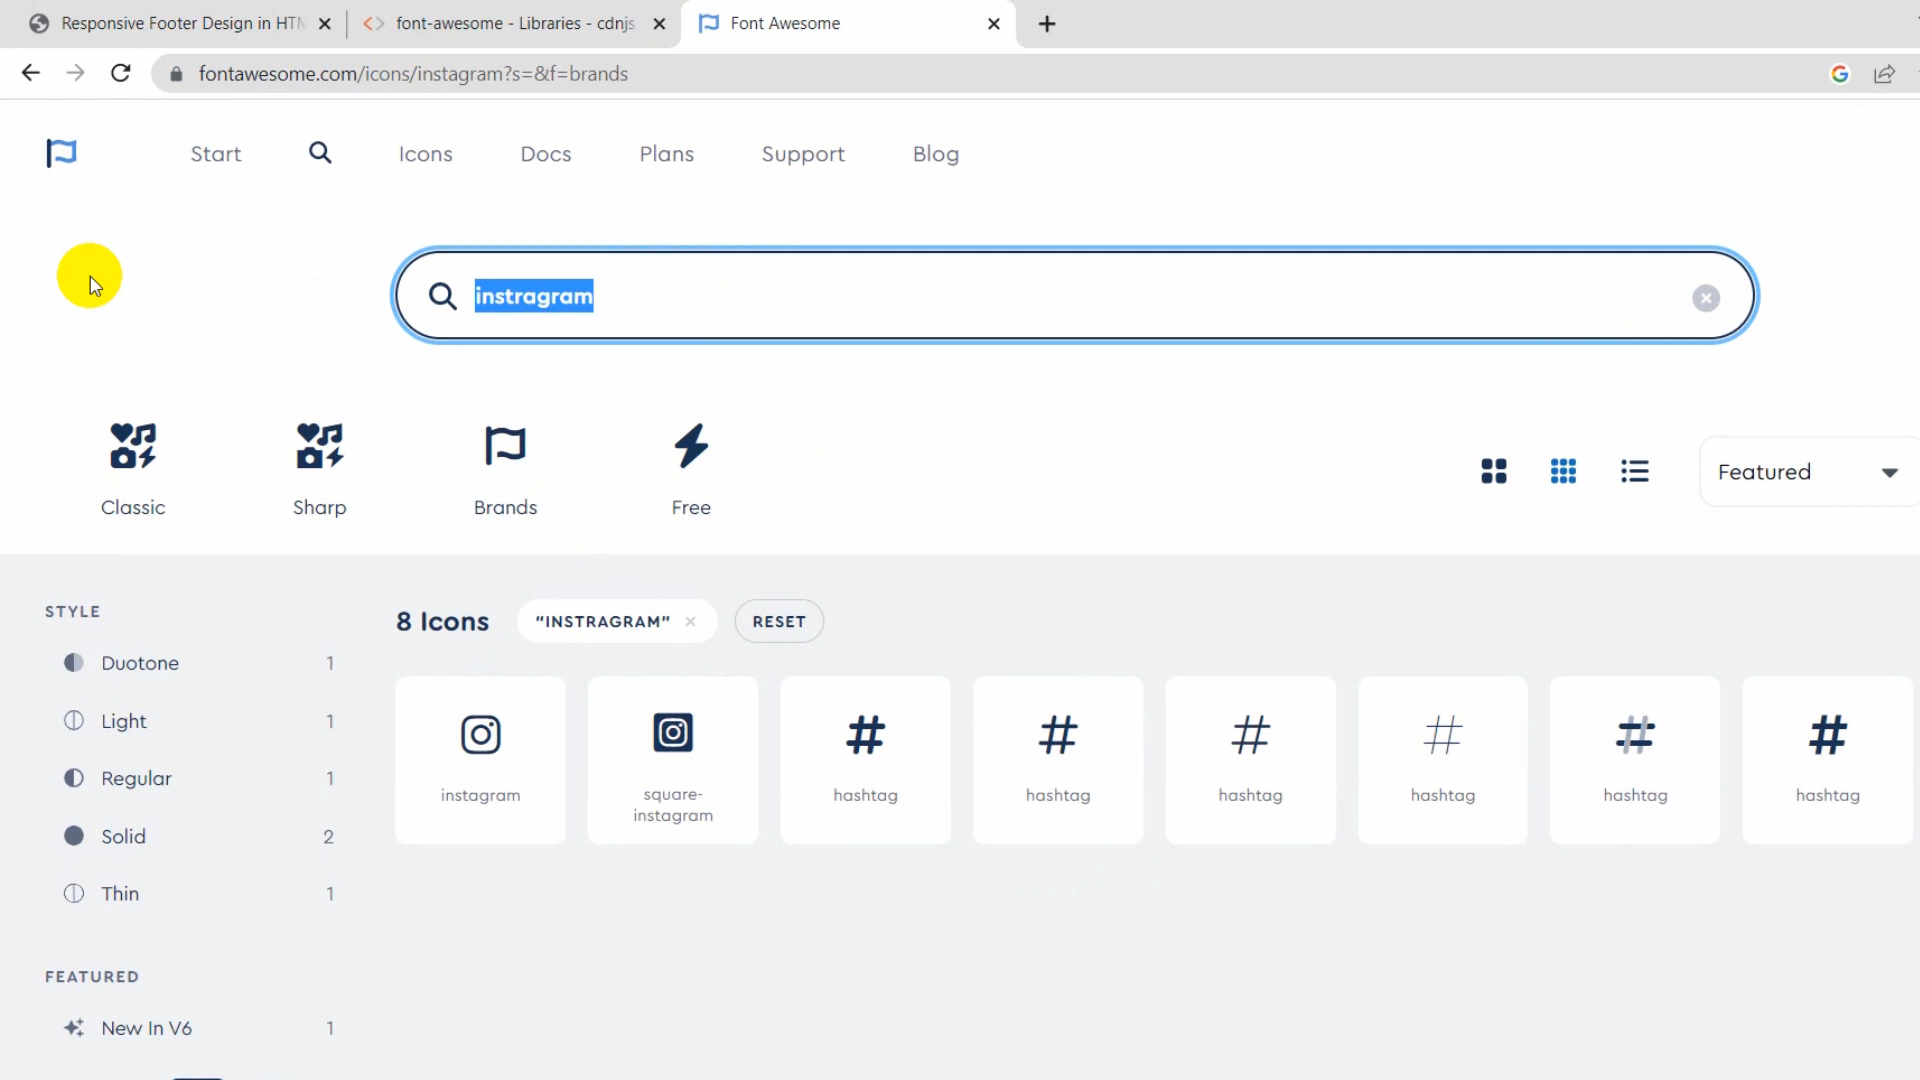 Responsive Footer Design in HTM
font-awesome - Libraries - cdnjs
Font Awesome
fontawesome.com/icons/instagram?s=&f=brands
Start
Icons
Docs
Plans
Support
Blog
instragram
Classic
Sharp
Brands
Free
Featured
STYLE
Duotone 1
Light 1
Regular 1
Solid 2
Thin 1
FEATURED
New In V6 1
8 Icons
"INSTRAGRAM"
RESET
instagram
square-
instagram
hashtag
hashtag
hashtag
hashtag
hashtag
hashtag